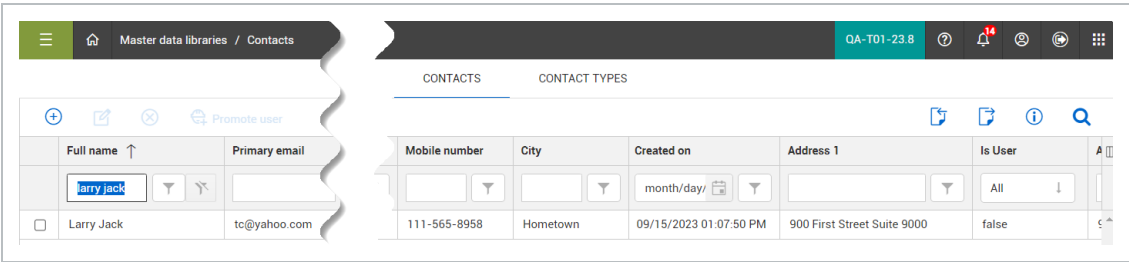 Master data libraries / Contacts QA-T01-23.8 14
CONTACTS CONTACT TYPES
Promote user
Full name Primary email Mobile number City Created on Address 1 Is User A
larry jack month/day/ All
Larry Jack tc@yahoo.com 111-565-8958 Hometown 09/15/2023 01:07:50 PM 900 First Street Suite 9000 false